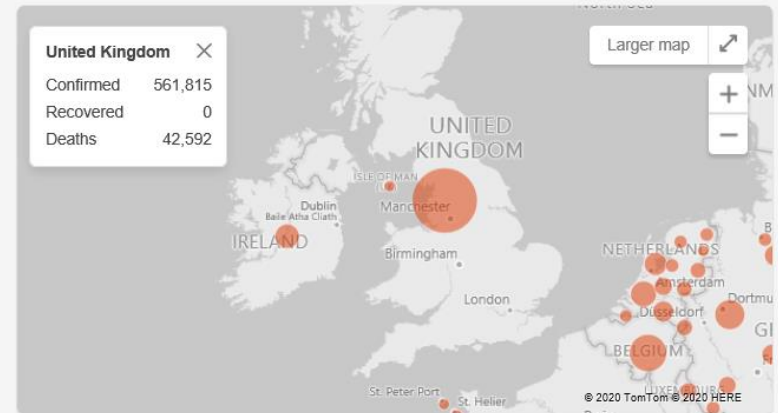 United Kingdom
Confirmed 561,815
Recovered 0
Deaths 42,592
Larger map
UNITED
KINGDOM
ISLE OF MAN
Dublin
Baile Atha Cliath
Manchester
IRELAND
Birmingham
London
NETHERLANDS
Amsterdam
Düsseldorf
Dortmu
BELGIUM
LUXEMBOURG
St. Peter Port
St. Helier
© 2020 TomTom © 2020 HERE